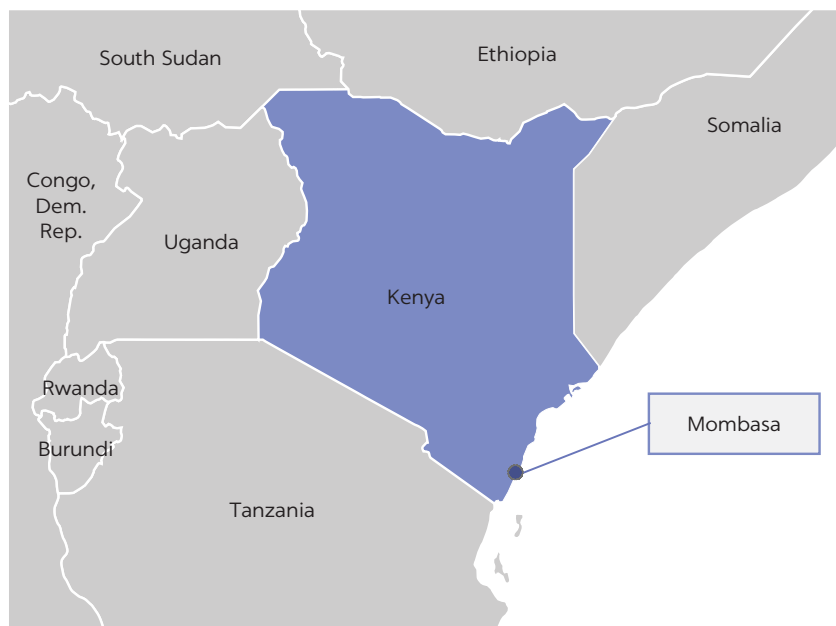 South Sudan
Ethiopia
Somalia
Congo,
Dem.
Rep.
Uganda
Kenya
Rwanda
Mombasa
Burundi
Tanzania